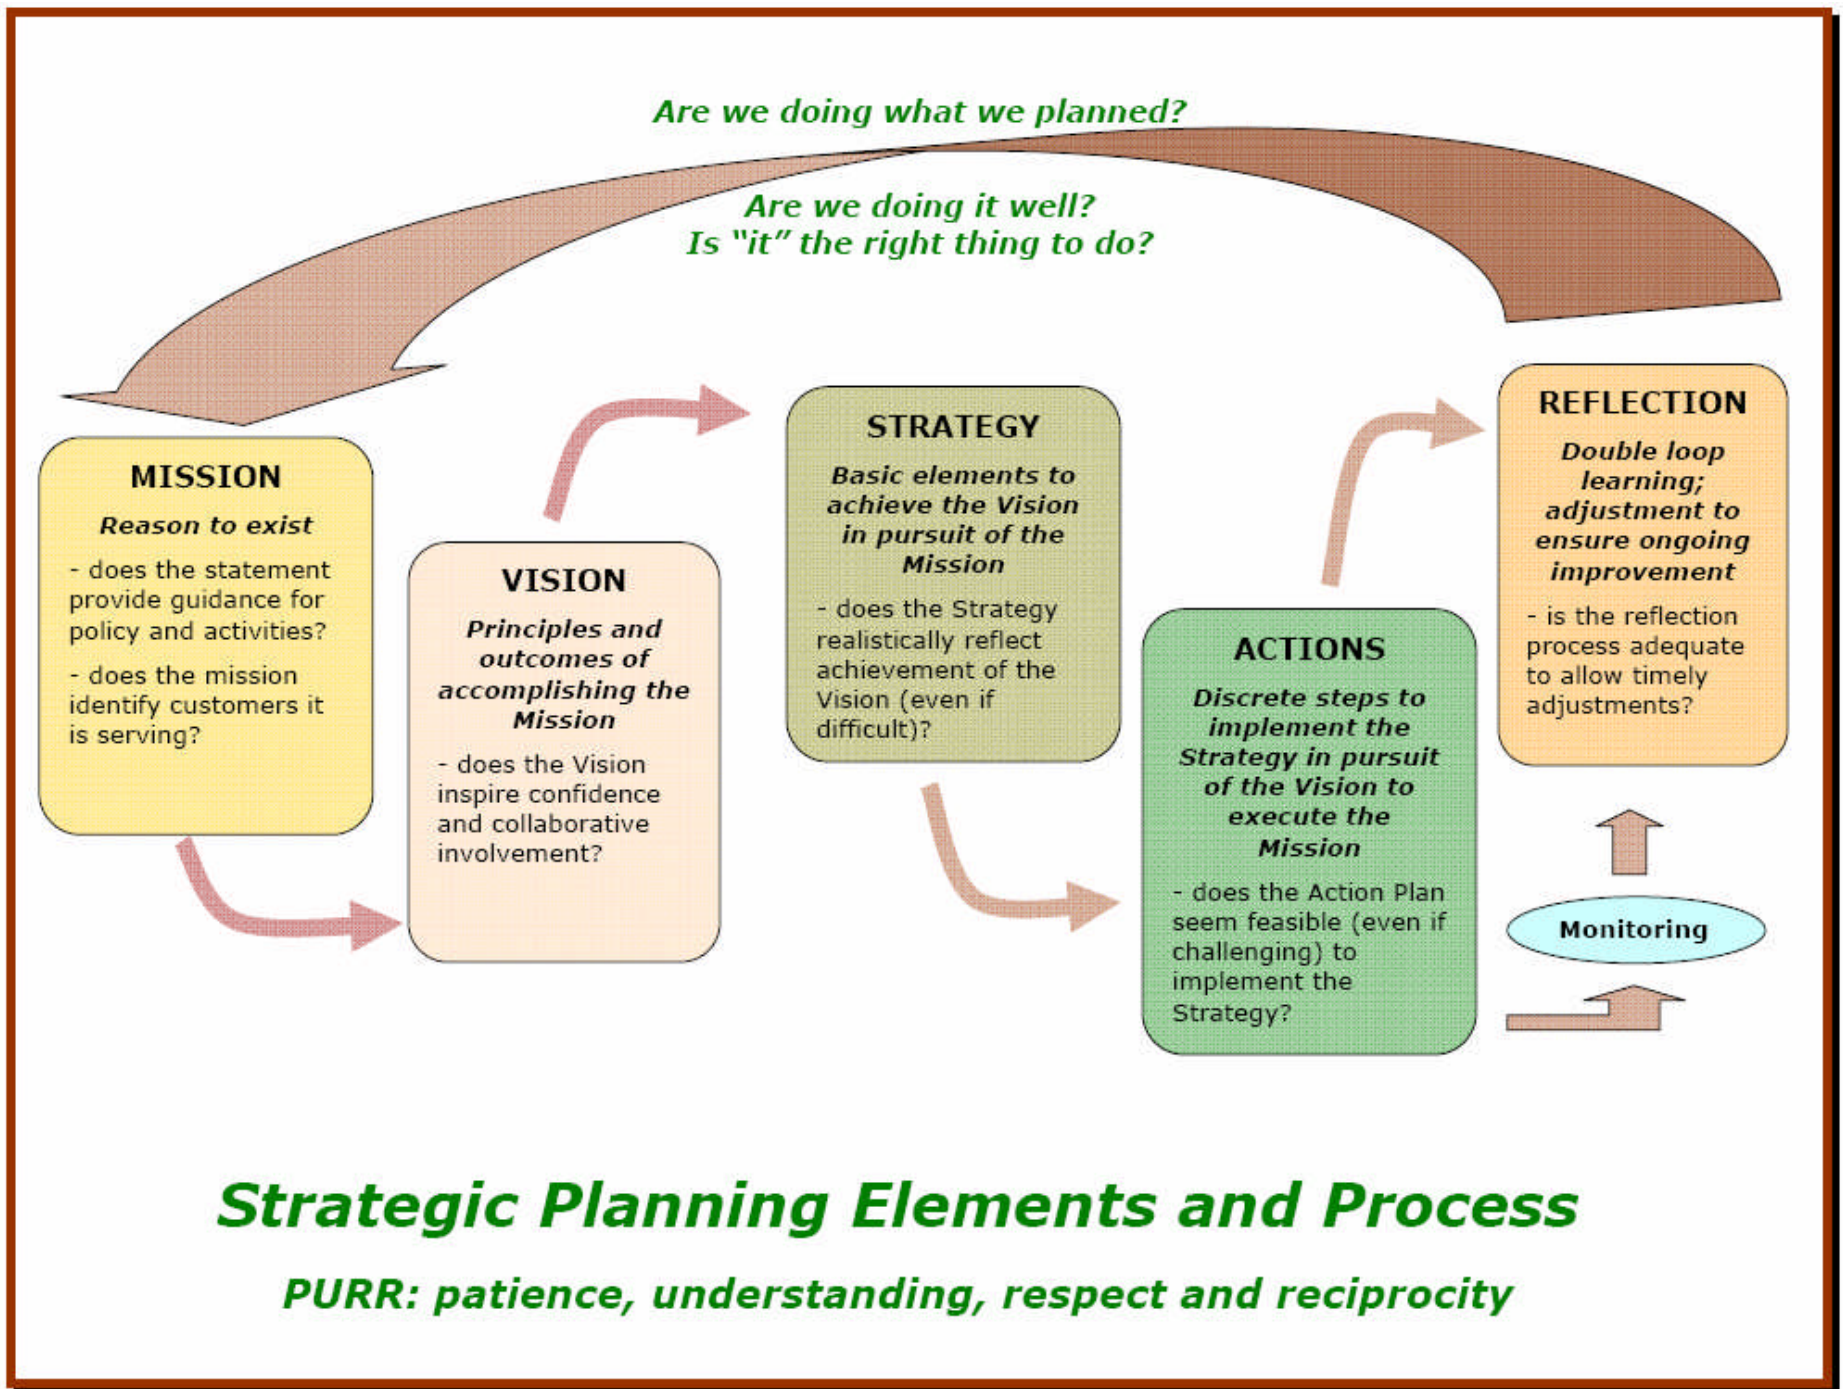 Are we doing what we planned?
Are we doing it well?
Is “it” the right thing to do?
MISSION
Reason to exist
- does the statement
provide guidance for
policy and activities?
- does the mission
identify customers it
is serving?
VISION
Principles and
outcomes of
accomplishing the
Mission
- does the Vision
inspire confidence
and collaborative
involvement?
STRATEGY
Basic elements to
achieve the Vision
in pursuit of the
Mission
- does the Strategy
realistically reflect
achievement of the
Vision (even if
difficult)?
ACTIONS
Discrete steps to
implement the
Strategy in pursuit
of the Vision to
execute the
Mission
- does the Action Plan
seem feasible (even if
challenging) to
implement the
Strategy?
REFLECTION
Double loop
learning;
adjustment to
ensure ongoing
improvement
- is the reflection
process adequate
to allow timely
adjustments?
Monitoring
Strategic Planning Elements and Process
PURR: patience, understanding, respect and reciprocity